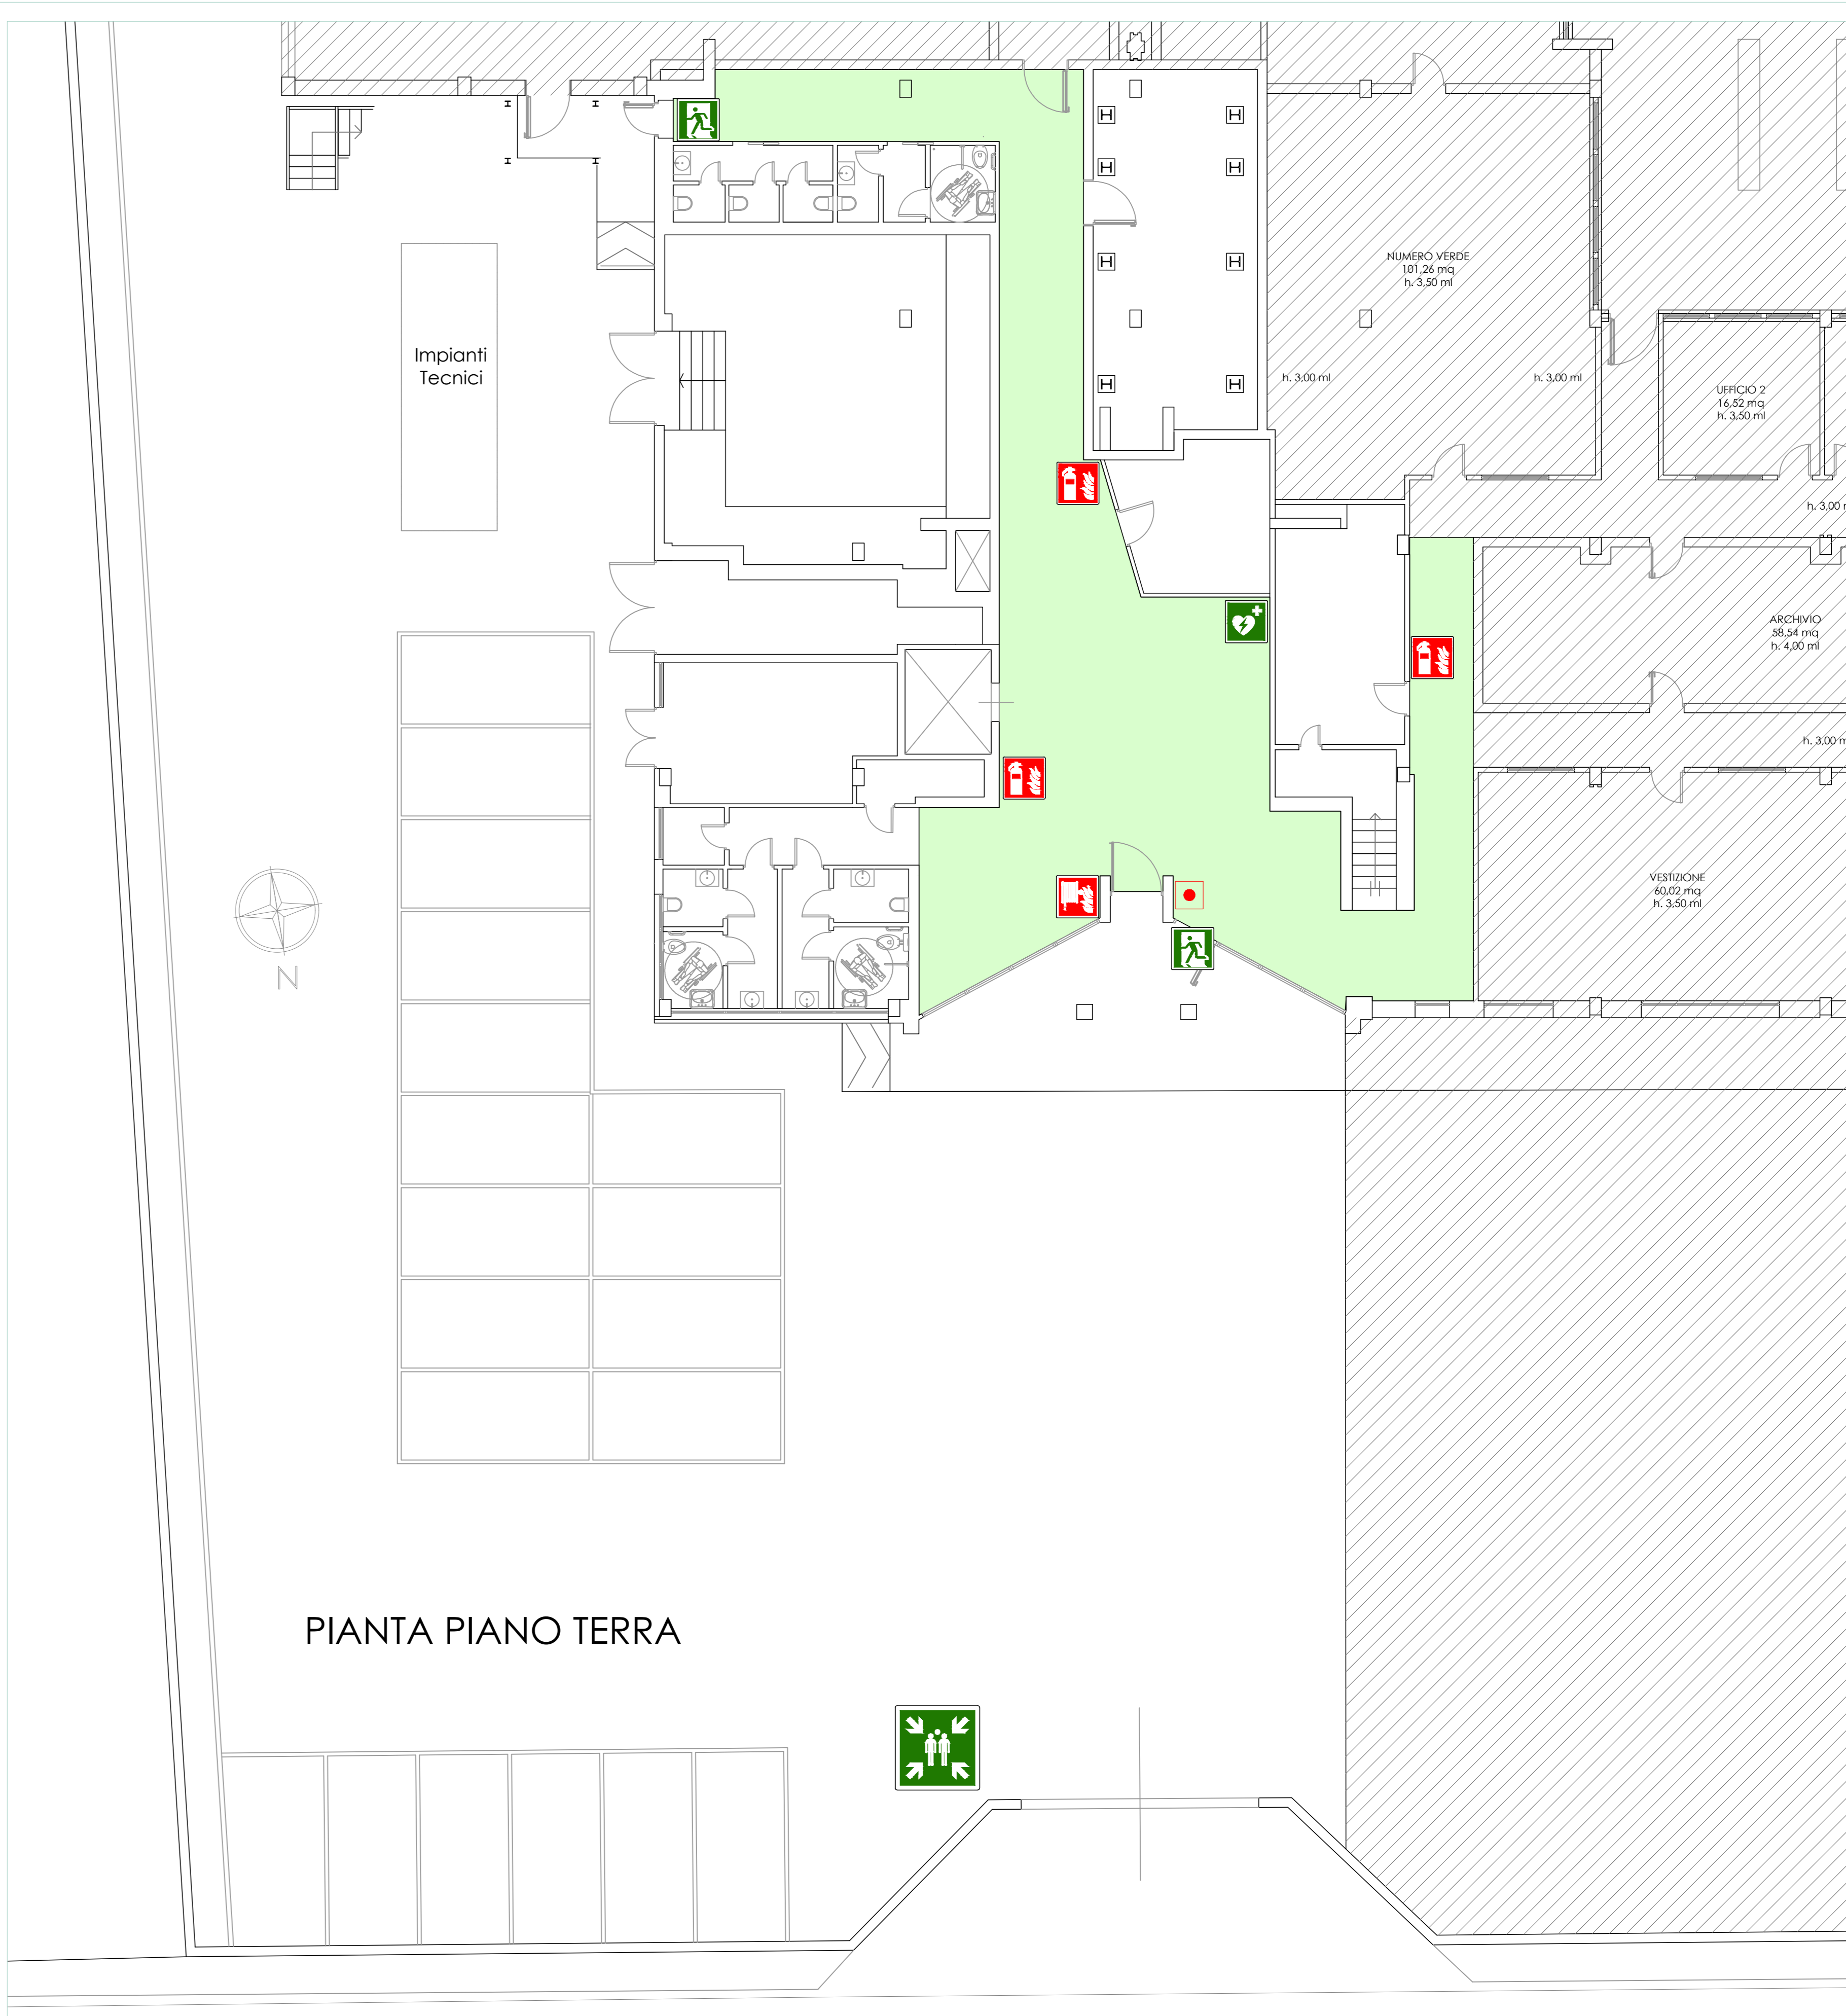 NUMERO VERDE
101,26 mq
h. 3,50 ml
h. 3,00 ml
h. 3,00 ml
Impianti
Tecnici
UFFICIO 2
16,52 mq
h. 3,50 ml
h. 3,00
ARCHIVIO
58,54 mq
h. 4,00 ml
h. 3,00
VESTIZIONE
60,02 mq
h. 3,50 ml
N
PIANTA PIANO TERRA